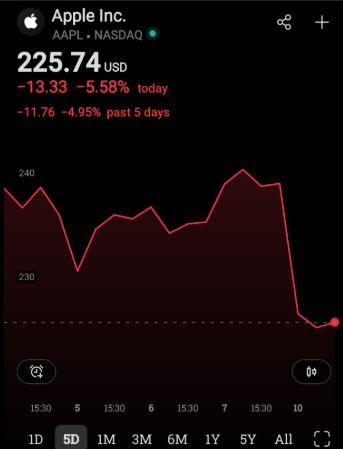 Apple Inc.
AAPL • NASDAQ
225.74 USD
−13.33 −5.58% today
−11.76 −4.95% past 5 days
240
230
15:30 5 15:30 6 15:30 7 15:30 10
1D 5D 1M 3M 6M 1Y 5Y All